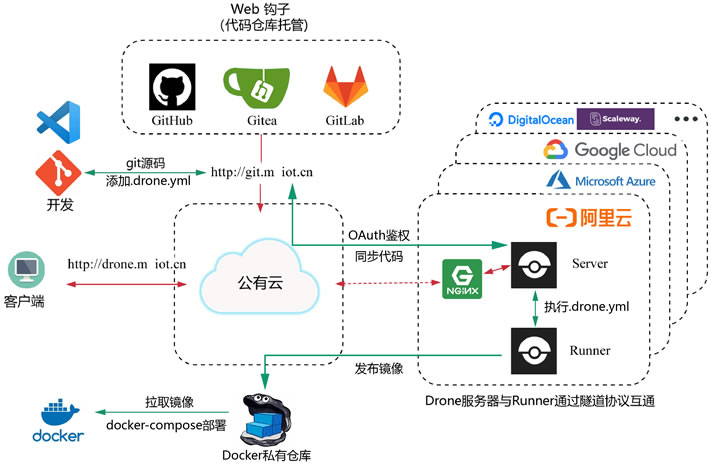 Web 钩子
(代码仓库托管)
GitHub
Gitea
GitLab
DigitalOcean
Scaleway.
•••
Google Cloud
Microsoft Azure
阿里云
git源码
添加.drone.yml
http://git.m iot.cn
开发
OAuth鉴权
同步代码
http://drone.m iot.cn
客户端
公有云
NGINX
Server
执行.drone.yml
Runner
发布镜像
Drone服务器与Runner通过隧道协议互通
拉取镜像
docker-compose部署
docker
Docker私有仓库